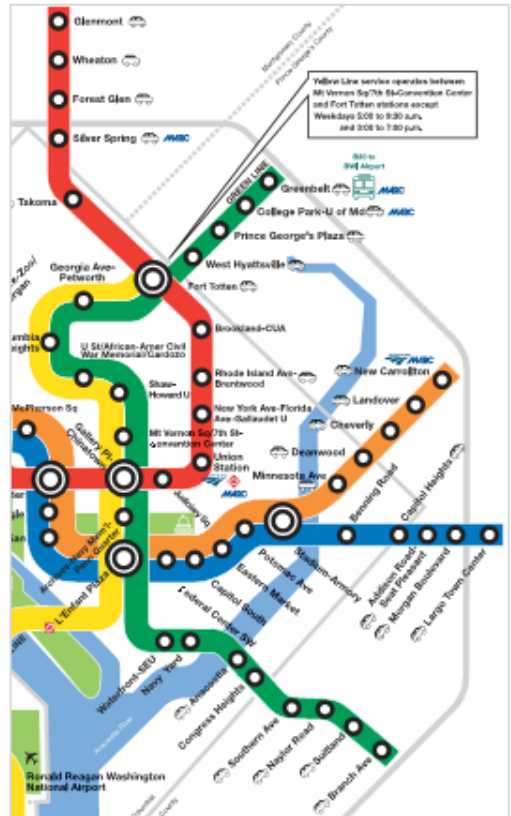 Glenmont
Wheaton
Forest Glen
Silver Spring
MARC
Takoma
Montgomery County
Prince George's County
Yellow Line service operates between
Mt Vernon Sq/7th St-Convention Center
and Fort Totten stations except
Weekdays 5:00 to 9:30 a.m.
and 3:00 to 7:00 p.m.
GREEN LINE
B30 to
BWI Airport
Greenbelt
MARC
College Park-U of Md
MARC
Prince George's Plaza
West Hyattsville
Fort Totten
Georgia Ave-
Petworth
Brookland-CUA
U St/African-Amer Civil
War Memorial/Cardozo
Shaw-
Howard U
Rhode Island Ave-
Brentwood
New York Ave-Florida
Ave-Gallaudet U
Mt Vernon Sq/7th St-
Convention Center
McPherson Sq
Gallery Pl-
Chinatown
Union
Station
MARC
Judiciary Sq
MARC
New Carrollton
Landover
Cheverly
Deanwood
Minnesota Ave
Benning Road
Capitol Heights
Archives-Navy Mem'l-
Penn Quarter
L'Enfant Plaza
Federal Center SW
Capitol South
Eastern Market
Potomac Ave
Stadium-Armory
Addison Road-
Seat Pleasant
Morgan Boulevard
Largo Town Center
Waterfront-SEU
Navy Yard
Anacostia
Congress Heights
Southern Ave
Naylor Road
Suitland
Branch Ave
Anacostia River
Ronald Reagan Washington
National Airport